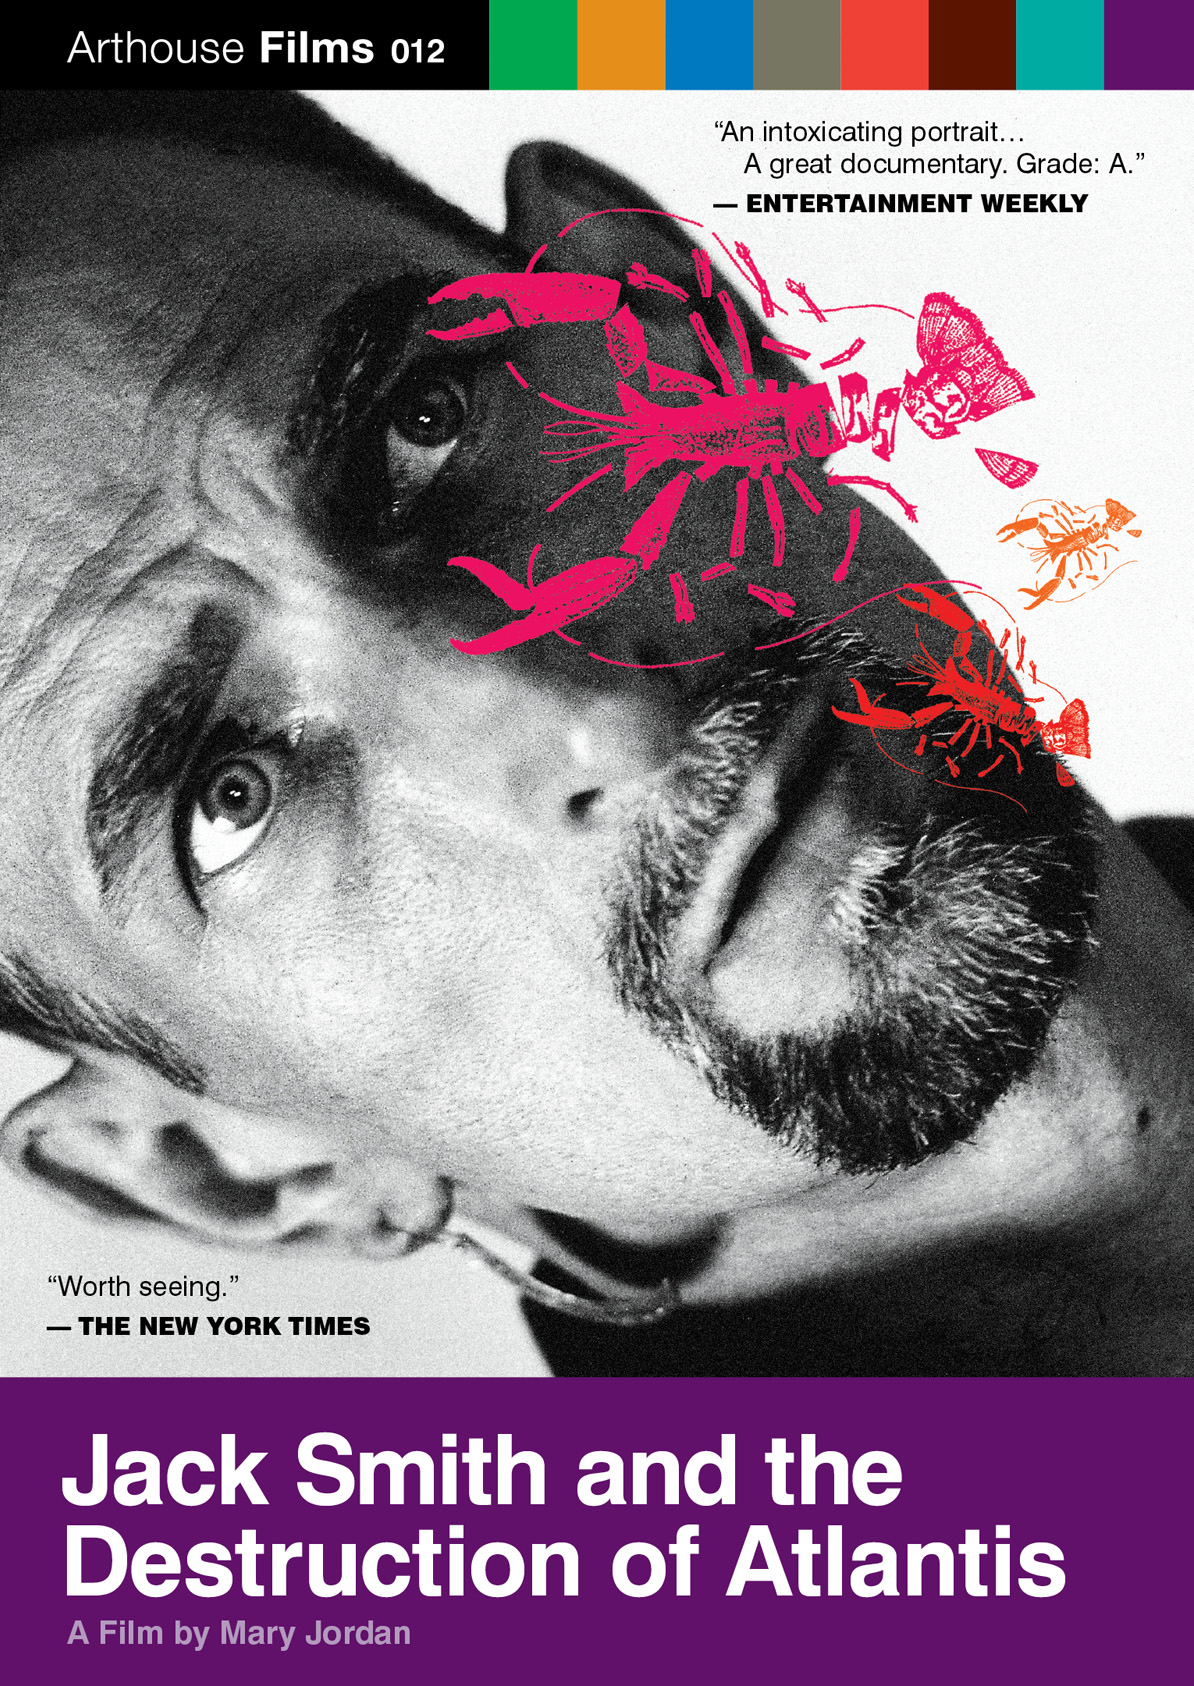 Arthouse Films 012
“An intoxicating portrait…
A great documentary. Grade: A.”
— ENTERTAINMENT WEEKLY
“Worth seeing.”
— THE NEW YORK TIMES
Jack Smith and the
Destruction of Atlantis
A Film by Mary Jordan